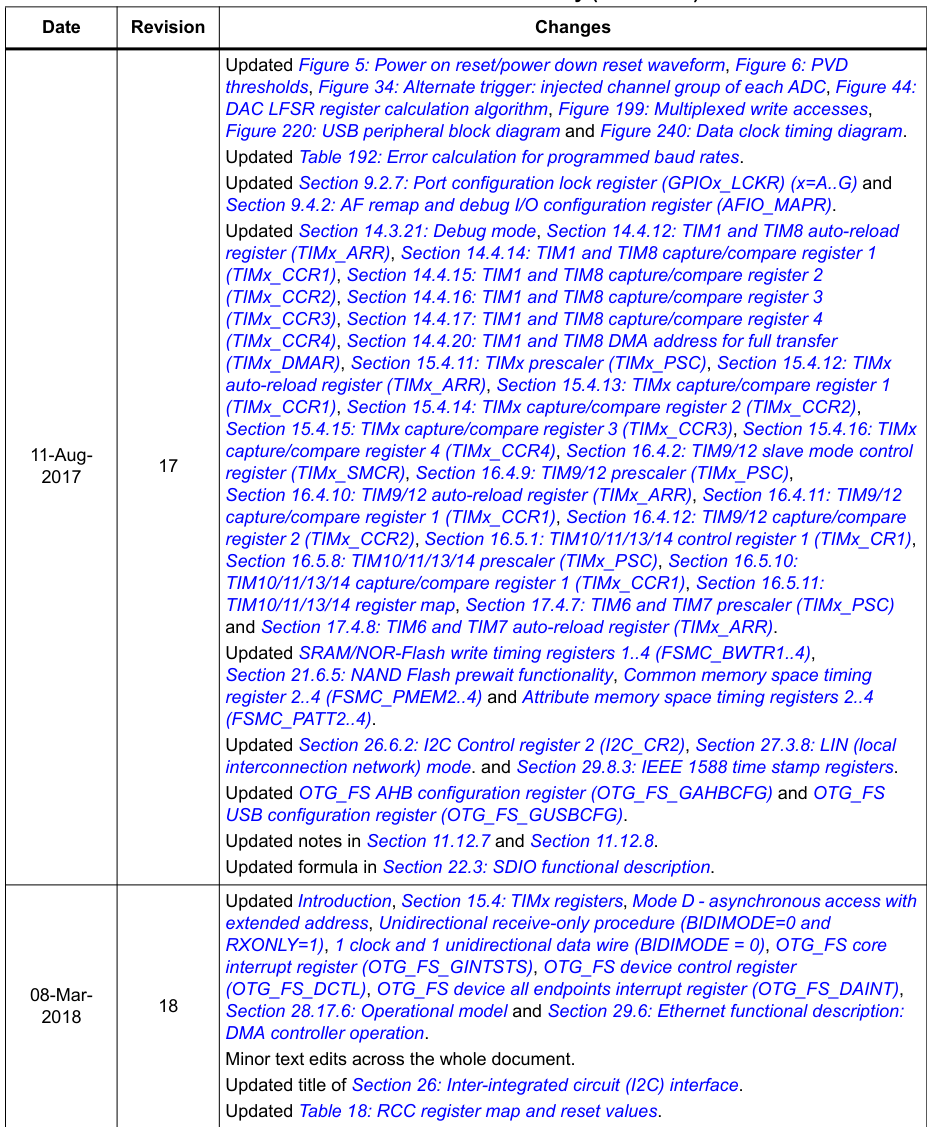 Date Revision Changes
Updated Figure 5: Power on reset/power down reset waveform, Figure 6: PVD
thresholds, Figure 34: Alternate trigger: injected channel group of each ADC, Figure 44:
DAC LFSR register calculation algorithm, Figure 199: Multiplexed write accesses,
Figure 220: USB peripheral block diagram and Figure 240: Data clock timing diagram.
Updated Table 192: Error calculation for programmed baud rates.
Updated Section 9.2.7: Port configuration lock register (GPIOx_LCKR) (x=A..G) and
Section 9.4.2: AF remap and debug I/O configuration register (AFIO_MAPR).
Updated Section 14.3.21: Debug mode, Section 14.4.12: TIM1 and TIM8 auto-reload
register (TIMx_ARR), Section 14.4.14: TIM1 and TIM8 capture/compare register 1
(TIMx_CCR1), Section 14.4.15: TIM1 and TIM8 capture/compare register 2
(TIMx_CCR2), Section 14.4.16: TIM1 and TIM8 capture/compare register 3
(TIMx_CCR3), Section 14.4.17: TIM1 and TIM8 capture/compare register 4
(TIMx_CCR4), Section 14.4.20: TIM1 and TIM8 DMA address for full transfer
(TIMx_DMAR), Section 15.4.11: TIMx prescaler (TIMx_PSC), Section 15.4.12: TIMx
auto-reload register (TIMx_ARR), Section 15.4.13: TIMx capture/compare register 1
(TIMx_CCR1), Section 15.4.14: TIMx capture/compare register 2 (TIMx_CCR2),
Section 15.4.15: TIMx capture/compare register 3 (TIMx_CCR3), Section 15.4.16: TIMx
capture/compare register 4 (TIMx_CCR4), Section 16.4.2: TIM9/12 slave mode control
register (TIMx_SMCR), Section 16.4.9: TIM9/12 prescaler (TIMx_PSC),
Section 16.4.10: TIM9/12 auto-reload register (TIMx_ARR), Section 16.4.11: TIM9/12
capture/compare register 1 (TIMx_CCR1), Section 16.4.12: TIM9/12 capture/compare
register 2 (TIMx_CCR2), Section 16.5.1: TIM10/11/13/14 control register 1 (TIMx_CR1),
Section 16.5.8: TIM10/11/13/14 prescaler (TIMx_PSC), Section 16.5.10:
TIM10/11/13/14 capture/compare register 1 (TIMx_CCR1), Section 16.5.11:
TIM10/11/13/14 register map, Section 17.4.7: TIM6 and TIM7 prescaler (TIMx_PSC)
and Section 17.4.8: TIM6 and TIM7 auto-reload register (TIMx_ARR).
Updated SRAM/NOR-Flash write timing registers 1..4 (FSMC_BWTR1..4),
Section 21.6.5: NAND Flash prewait functionality, Common memory space timing
register 2..4 (FSMC_PMEM2..4) and Attribute memory space timing registers 2..4
(FSMC_PATT2..4).
Updated Section 26.6.2: I2C Control register 2 (I2C_CR2), Section 27.3.8: LIN (local
interconnection network) mode. and Section 29.8.3: IEEE 1588 time stamp registers.
Updated OTG_FS AHB configuration register (OTG_FS_GAHBCFG) and OTG_FS
USB configuration register (OTG_FS_GUSBCFG).
Updated notes in Section 11.12.7 and Section 11.12.8.
Updated formula in Section 22.3: SDIO functional description.
11-Aug-
2017
17
Updated Introduction, Section 15.4: TIMx registers, Mode D - asynchronous access with
extended address, Unidirectional receive-only procedure (BIDIMODE=0 and
RXONLY=1), 1 clock and 1 unidirectional data wire (BIDIMODE = 0), OTG_FS core
interrupt register (OTG_FS_GINTSTS), OTG_FS device control register
(OTG_FS_DCTL), OTG_FS device all endpoints interrupt register (OTG_FS_DAINT),
Section 28.17.6: Operational model and Section 29.6: Ethernet functional description:
DMA controller operation.
Minor text edits across the whole document.
Updated title of Section 26: Inter-integrated circuit (I2C) interface.
Updated Table 18: RCC register map and reset values.
08-Mar-
2018
18